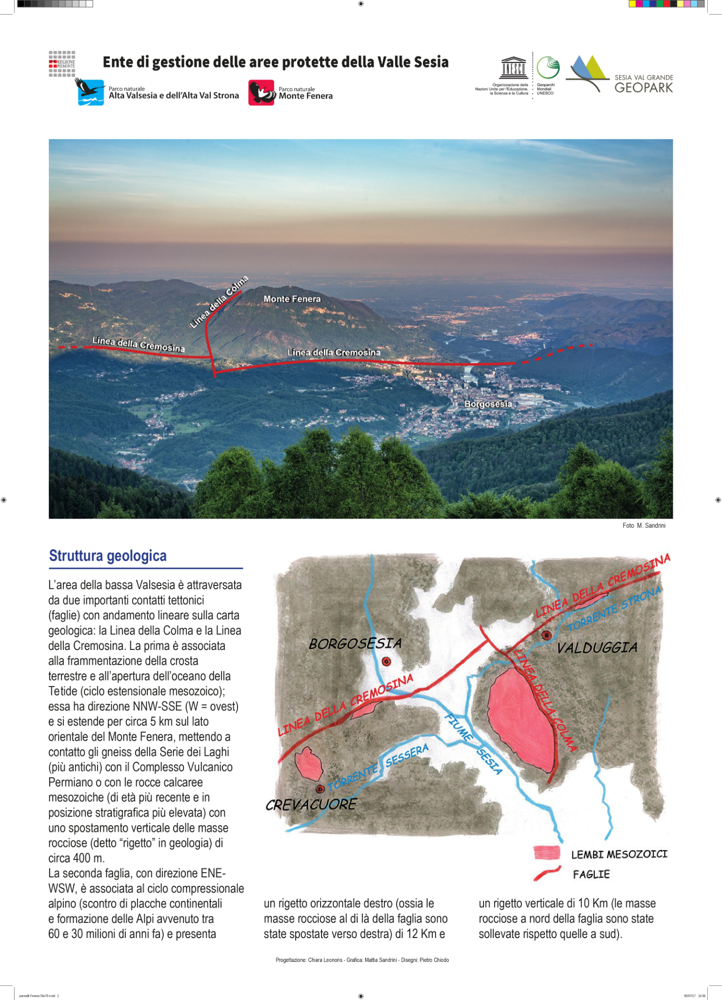 REGIONE
PIEMONTE
Ente di gestione delle aree protette della Valle Sesia
Parco naturale
Alta Valsesia e dell'Alta Val Strona
Parco naturale
Monte Fenera
UNESCO
Organizzazione delle
Nazioni Unite per l'Educazione,
la Scienza e la Cultura
Geoparchi
Mondiali
UNESCO
SESIA VAL GRANDE
GEOPARK
Linea della Colma
Monte Fenera
Linea della Cremosina
Linea della Cremosina
Borgosesia
Foto M. Sandrini
Struttura geologica
L'area della bassa Valsesia è attraversata
da due importanti contatti tettonici
(faglie) con andamento lineare sulla carta
geologica: la Linea della Colma e la Linea
della Cremosina. La prima è associata
alla frammentazione della crosta
terrestre e all'apertura dell'oceano della
Tetide (ciclo estensionale mesozoico);
essa ha direzione NNW-SSE (W = ovest)
e si estende per circa 5 km sul lato
orientale del Monte Fenera, mettendo a
contatto gli gneiss della Serie dei Laghi
(più antichi) con il Complesso Vulcanico
Permiano o con le rocce calcaree
mesozoiche (di età più recente e in
posizione stratigrafica più elevata) con
uno spostamento verticale delle masse
rocciose (detto “rigetto” in geologia) di
circa 400 m.
La seconda faglia, con direzione ENE-
WSW, è associata al ciclo compressionale
alpino (scontro di placche continentali
e formazione delle Alpi avvenuto tra
60 e 30 milioni di anni fa) e presenta
LINEA DELLA CREMOSINA
TORRENTE STRONA
BORGOSESIA
VALDUGGIA
LINEA DELLA CREMOSINA
LINEA DELLA COLMA
FIUME SESIA
TORRENTE SESSERA
CREVACUORE
LEMBI MESOZOICI
FAGLIE
un rigetto orizzontale destro (ossia le
masse rocciose al di là della faglia sono
state spostate verso destra) di 12 Km e
un rigetto verticale di 10 Km (le masse
rocciose a nord della faglia sono state
sollevate rispetto quelle a sud).
Progettazione: Chiara Leonoris - Grafica: Mattia Sandrini - Disegni: Pietro Chiodo
pannelli Fenera 50x70.indd 2
05/07/17 14:36